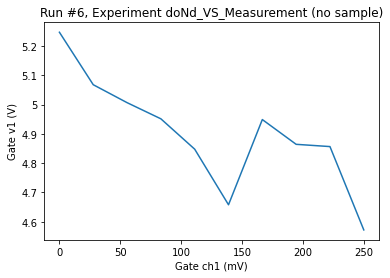 Run #6, Experiment doNd_VS_Measurement (no sample)
5.2
5.1
5
4.9
4.8
4.7
4.6
Gate v1 (V)
0 50 100 150 200 250
Gate ch1 (mV)